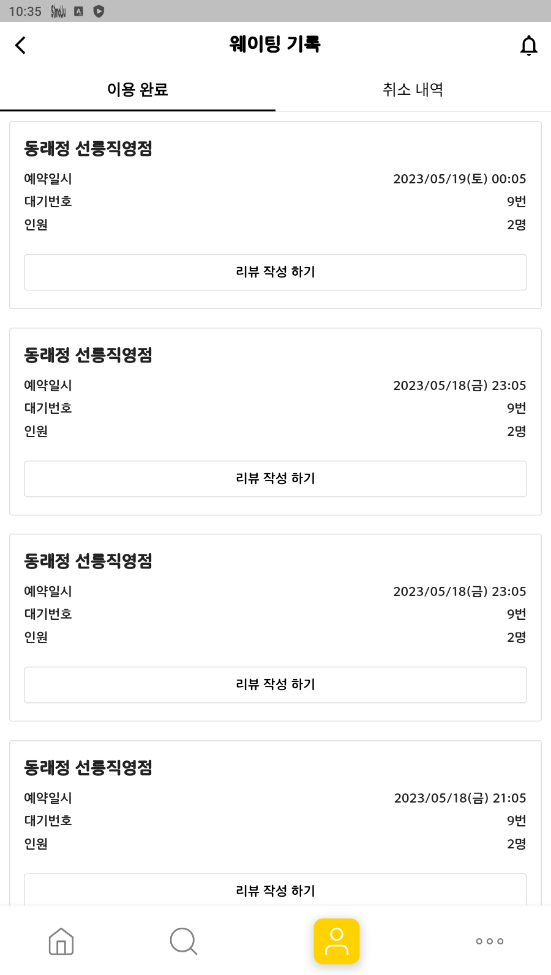 10:35
웨이팅 기록
이용 완료
취소 내역
동래정 선릉직영점
예약일시 2023/05/19(토) 00:05
대기번호 9번
인원 2명
리뷰 작성 하기
동래정 선릉직영점
예약일시 2023/05/18(금) 23:05
대기번호 9번
인원 2명
리뷰 작성 하기
동래정 선릉직영점
예약일시 2023/05/18(금) 23:05
대기번호 9번
인원 2명
리뷰 작성 하기
동래정 선릉직영점
예약일시 2023/05/18(금) 21:05
대기번호 9번
인원 2명
리뷰 작성 하기